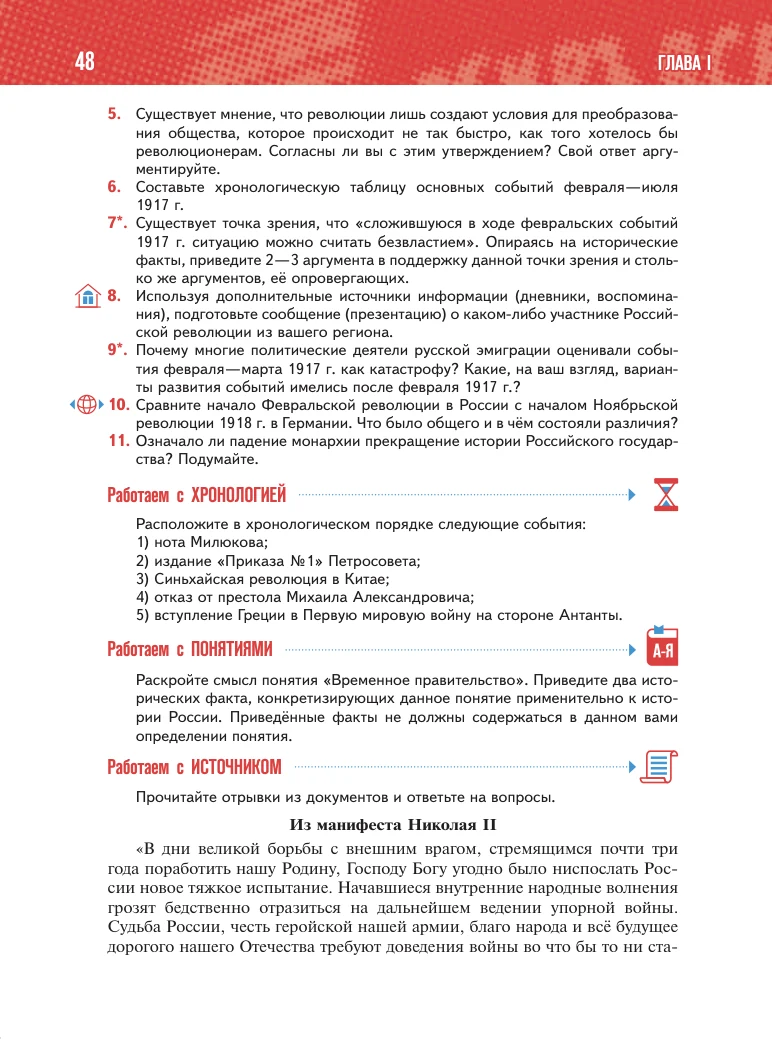 48
ГЛАВА I
5. Существует мнение, что революции лишь создают условия для преобразова-
ния общества, которое происходит не так быстро, как того хотелось бы
революционерам. Согласны ли вы с этим утверждением? Свой ответ аргу-
ментируйте.
6. Составьте хронологическую таблицу основных событий февраля—июля
1917 г.
7*. Существует точка зрения, что «сложившуюся в ходе февральских событий
1917 г. ситуацию можно считать безвластием». Опираясь на исторические
факты, приведите 2—3 аргумента в поддержку данной точки зрения и столь-
ко же аргументов, её опровергающих.
8. Используя дополнительные источники информации (дневники, воспомина-
ния), подготовьте сообщение (презентацию) о каком-либо участнике Россий-
ской революции из вашего региона.
9*. Почему многие политические деятели русской эмиграции оценивали собы-
тия февраля—марта 1917 г. как катастрофу? Какие, на ваш взгляд, вариан-
ты развития событий имелись после февраля 1917 г.?
10. Сравните начало Февральской революции в России с началом Ноябрьской
революции 1918 г. в Германии. Что было общего и в чём состояли различия?
11. Означало ли падение монархии прекращение истории Российского государ-
ства? Подумайте.
Работаем с ХРОНОЛОГИЕЙ
Расположите в хронологическом порядке следующие события:
1) нота Милюкова;
2) издание «Приказа №1» Петросовета;
3) Синьхайская революция в Китае;
4) отказ от престола Михаила Александровича;
5) вступление Греции в Первую мировую войну на стороне Антанты.
Работаем с ПОНЯТИЯМИ
А-Я
Раскройте смысл понятия «Временное правительство». Приведите два исто-
рических факта, конкретизирующих данное понятие применительно к исто-
рии России. Приведённые факты не должны содержаться в данном вами
определении понятия.
Работаем с ИСТОЧНИКОМ
Прочитайте отрывки из документов и ответьте на вопросы.
Из манифеста Николая II
«В дни великой борьбы с внешним врагом, стремящимся почти три
года поработить нашу Родину, Господу Богу угодно было ниспослать Рос-
сии новое тяжкое испытание. Начавшиеся внутренние народные волнения
грозят бедственно отразиться на дальнейшем ведении упорной войны.
Судьба России, честь геройской нашей армии, благо народа и всё будущее
дорогого нашего Отечества требуют доведения войны во что бы то ни ста-